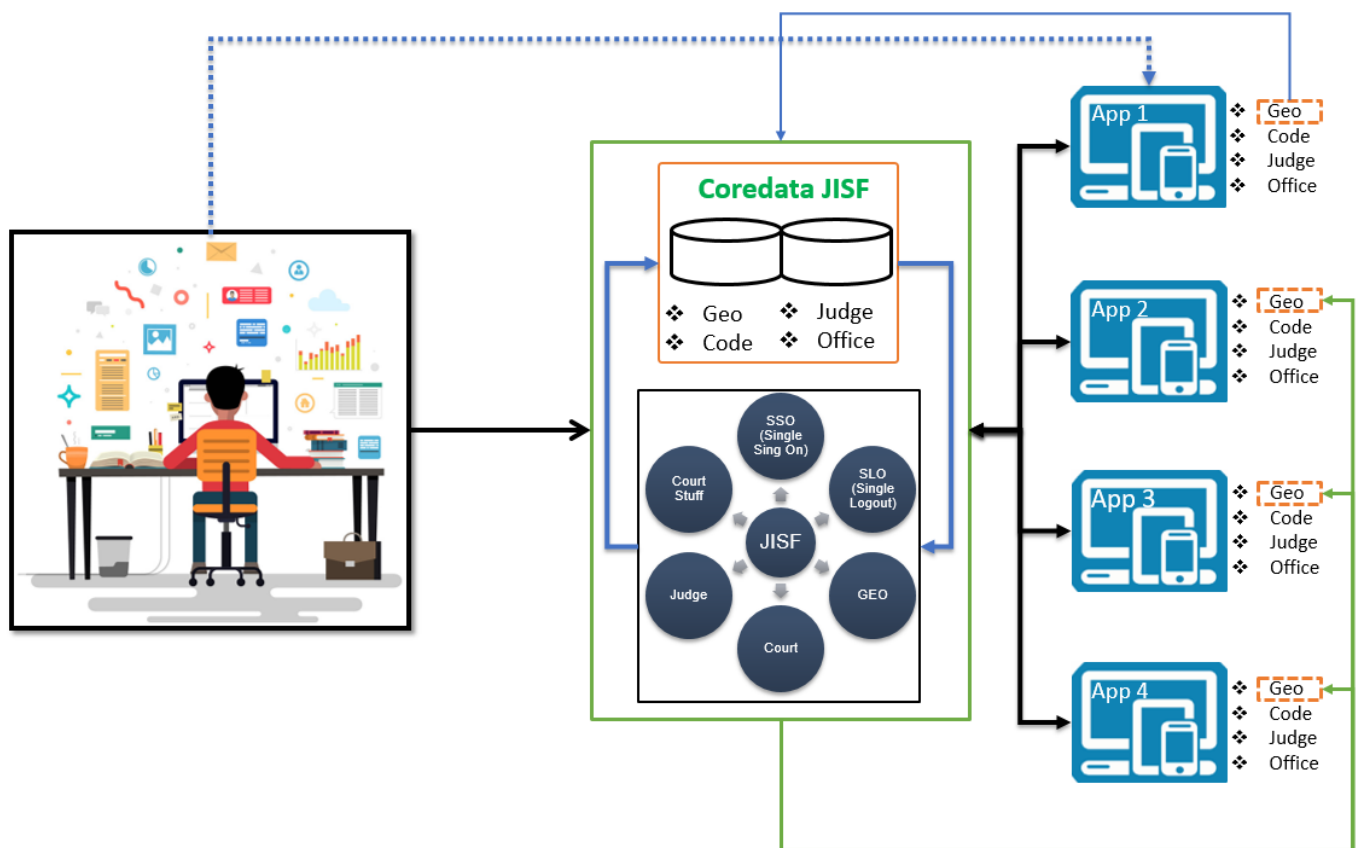 Coredata JISF
❖ Geo
❖ Code
❖ Judge
❖ Office
SSO
(Single
Sing On)
SLO
(Single
Logout)
GEO
Court
Judge
Court
Stuff
JISF
App 1
❖ Geo
❖ Code
❖ Judge
❖ Office
App 2
❖ Geo
❖ Code
❖ Judge
❖ Office
App 3
❖ Geo
❖ Code
❖ Judge
❖ Office
App 4
❖ Geo
❖ Code
❖ Judge
❖ Office